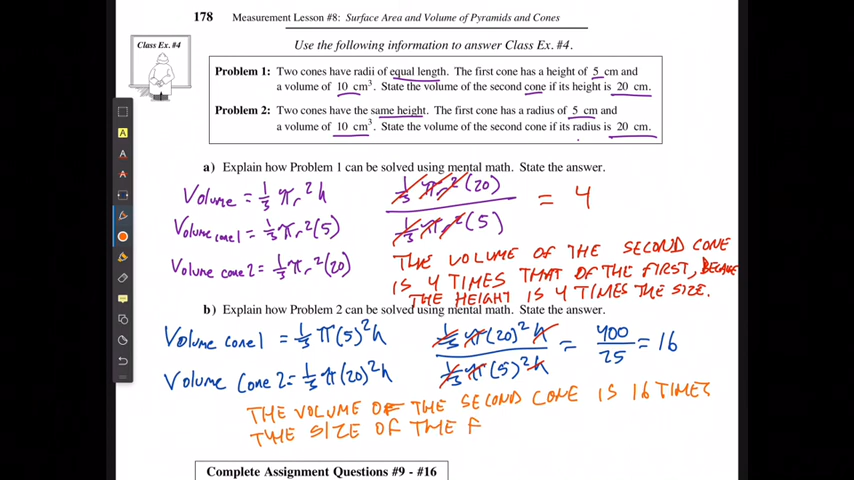 178 Measurement Lesson #8: Surface Area and Volume of Pyramids and Cones
Class Ex. #4
Use the following information to answer Class Ex. #4.
Problem 1: Two cones have radii of equal length. The first cone has a height of 5 cm and
a volume of 10 cm³. State the volume of the second cone if its height is 20 cm.
Problem 2: Two cones have the same height. The first cone has a radius of 5 cm and
a volume of 10 cm³. State the volume of the second cone if its radius is 20 cm.
a) Explain how Problem 1 can be solved using mental math. State the answer.
Volume = 1/3 πr²h
Volume cone 1 = 1/3 πr²(5)
Volume cone 2 = 1/3 πr²(20)
1/3 πr²(20) / 1/3 πr²(5) = 4
THE VOLUME OF THE SECOND CONE
IS 4 TIMES THAT OF THE FIRST, BECAUSE
THE HEIGHT IS 4 TIMES THE SIZE.
b) Explain how Problem 2 can be solved using mental math. State the answer.
Volume cone 1 = 1/3 π(5)²h
Volume cone 2 = 1/3 π(20)²h
1/3 π(20)²h / 1/3 π(5)²h = 400/25 = 16
THE VOLUME OF THE SECOND CONE IS 16 TIMES
THE SIZE OF THE F
Complete Assignment Questions #9 - #16